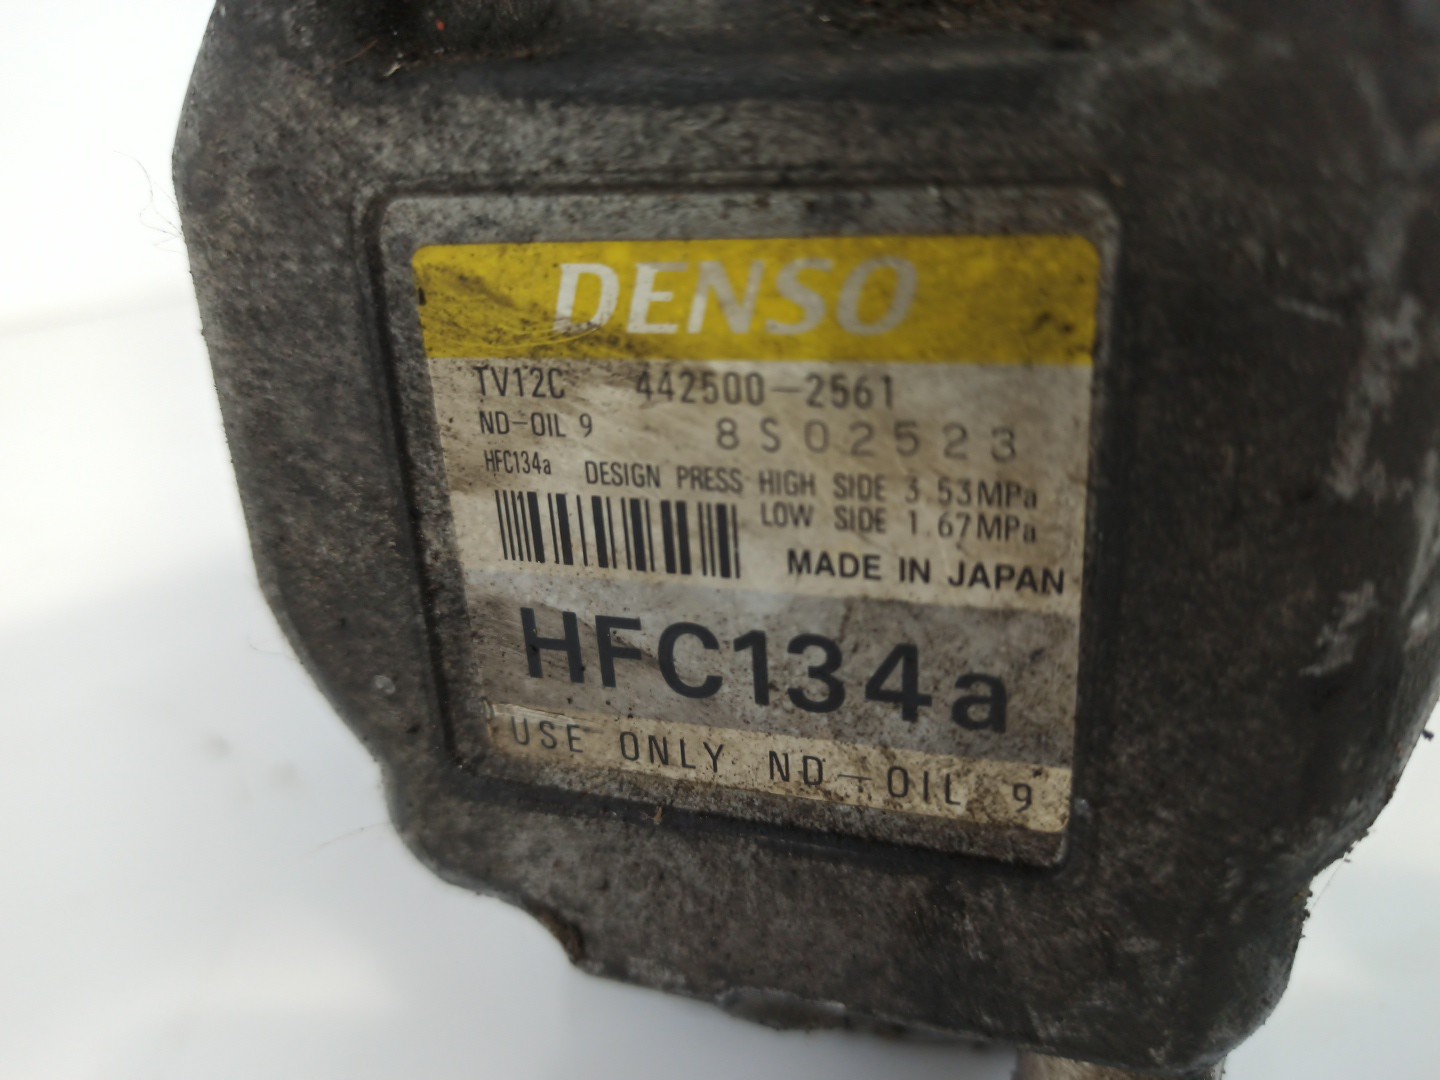 DENSO
TV12C 442500-2561
ND-OIL 9 8S02523
HFC134a DESIGN PRESS HIGH SIDE 3.53MPa
LOW SIDE 1.67MPa
MADE IN JAPAN
HFC134a
USE ONLY ND-OIL 9